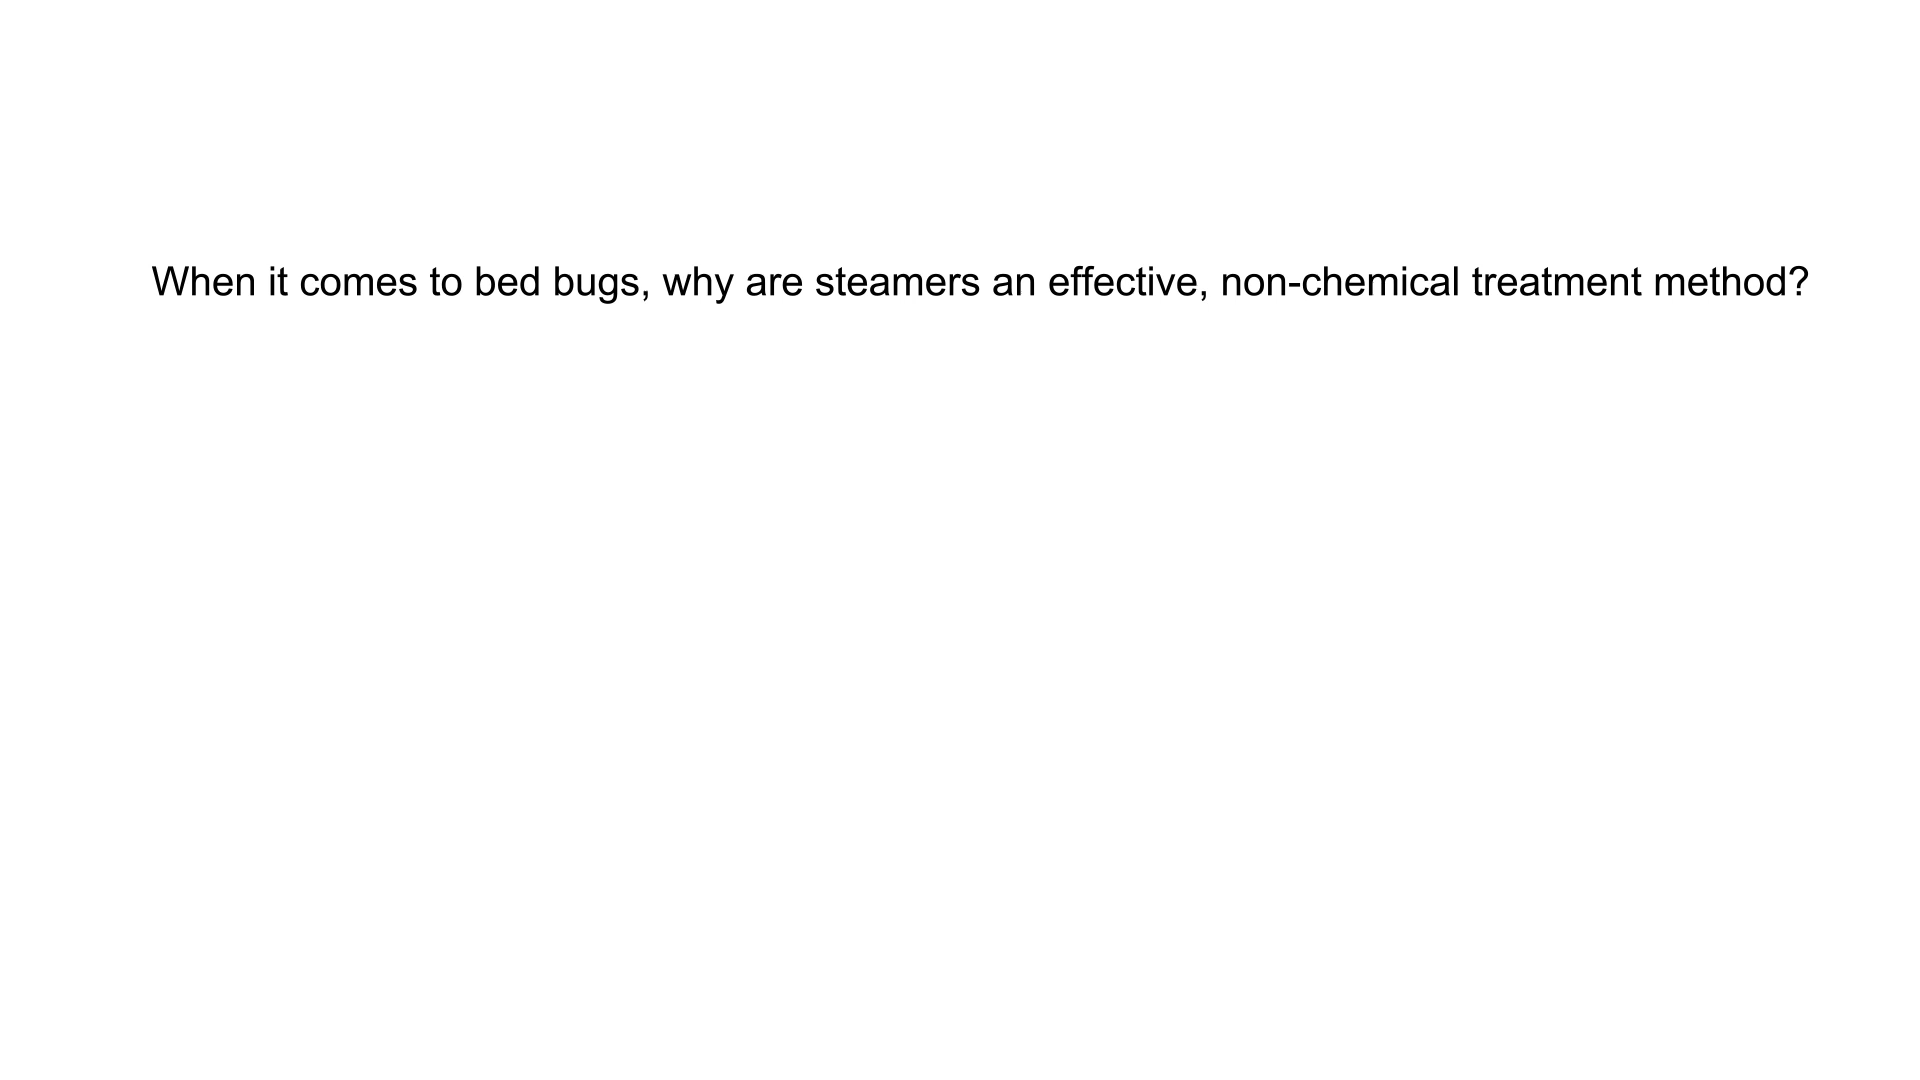 When it comes to bed bugs, why are steamers an effective, non-chemical treatment method?